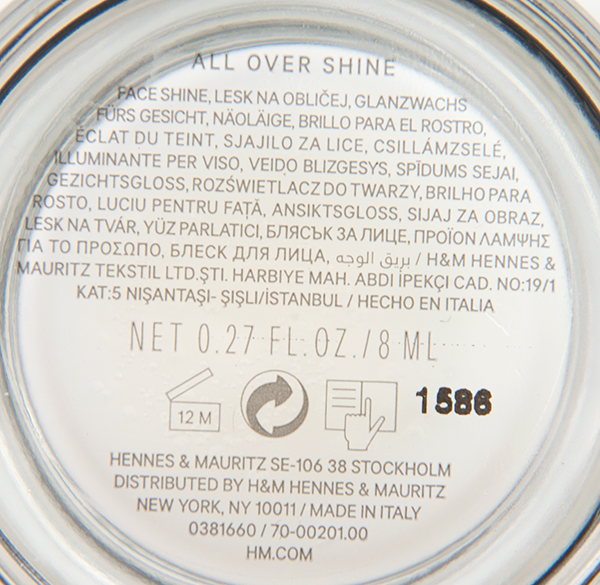 ALL OVER SHINE
FACE SHINE, LESK NA OBLIČEJ, GLANZWACHS
FÜRS GESICHT, NÄOLÄIGE, BRILLO PARA EL ROSTRO,
ÉCLAT DU TEINT, SJAJILO ZA LICE, CSILLÁMZSELÉ,
ILLUMINANTE PER VISO, VEIDO BLIZGESYS, SPĪDUMS SEJAI,
GEZICHTSGLOSS, ROZŚWIETLACZ DO TWARZY, BRILHO PARA
ROSTO, LUCIU PENTRU FAȚĂ, ANSIKTSGLOSS, SIJAJ ZA OBRAZ,
LESK NA TVÁR, YÜZ PARLATICI, БЛЯСЪК ЗА ЛИЦЕ, ΠΡΟΪΟΝ ΛΑΜΨΗΣ
ΓΙΑ ΤΟ ΠΡΟΣΩΠΟ, БЛЕСК ДЛЯ ЛИЦА, بريق الوجه / H&M HENNES &
MAURITZ TEKSTIL LTD.ŞTI. HARBIYE MAH. ABDI İPEKÇI CAD. NO:19/1
KAT:5 NIŞANTAŞI- ŞIŞLI/İSTANBUL / HECHO EN ITALIA
NET 0.27 FL.OZ./8 ML
12 M
1586
HENNES & MAURITZ SE-106 38 STOCKHOLM
DISTRIBUTED BY H&M HENNES & MAURITZ
NEW YORK, NY 10011 / MADE IN ITALY
0381660 / 70-00201.00
HM.COM